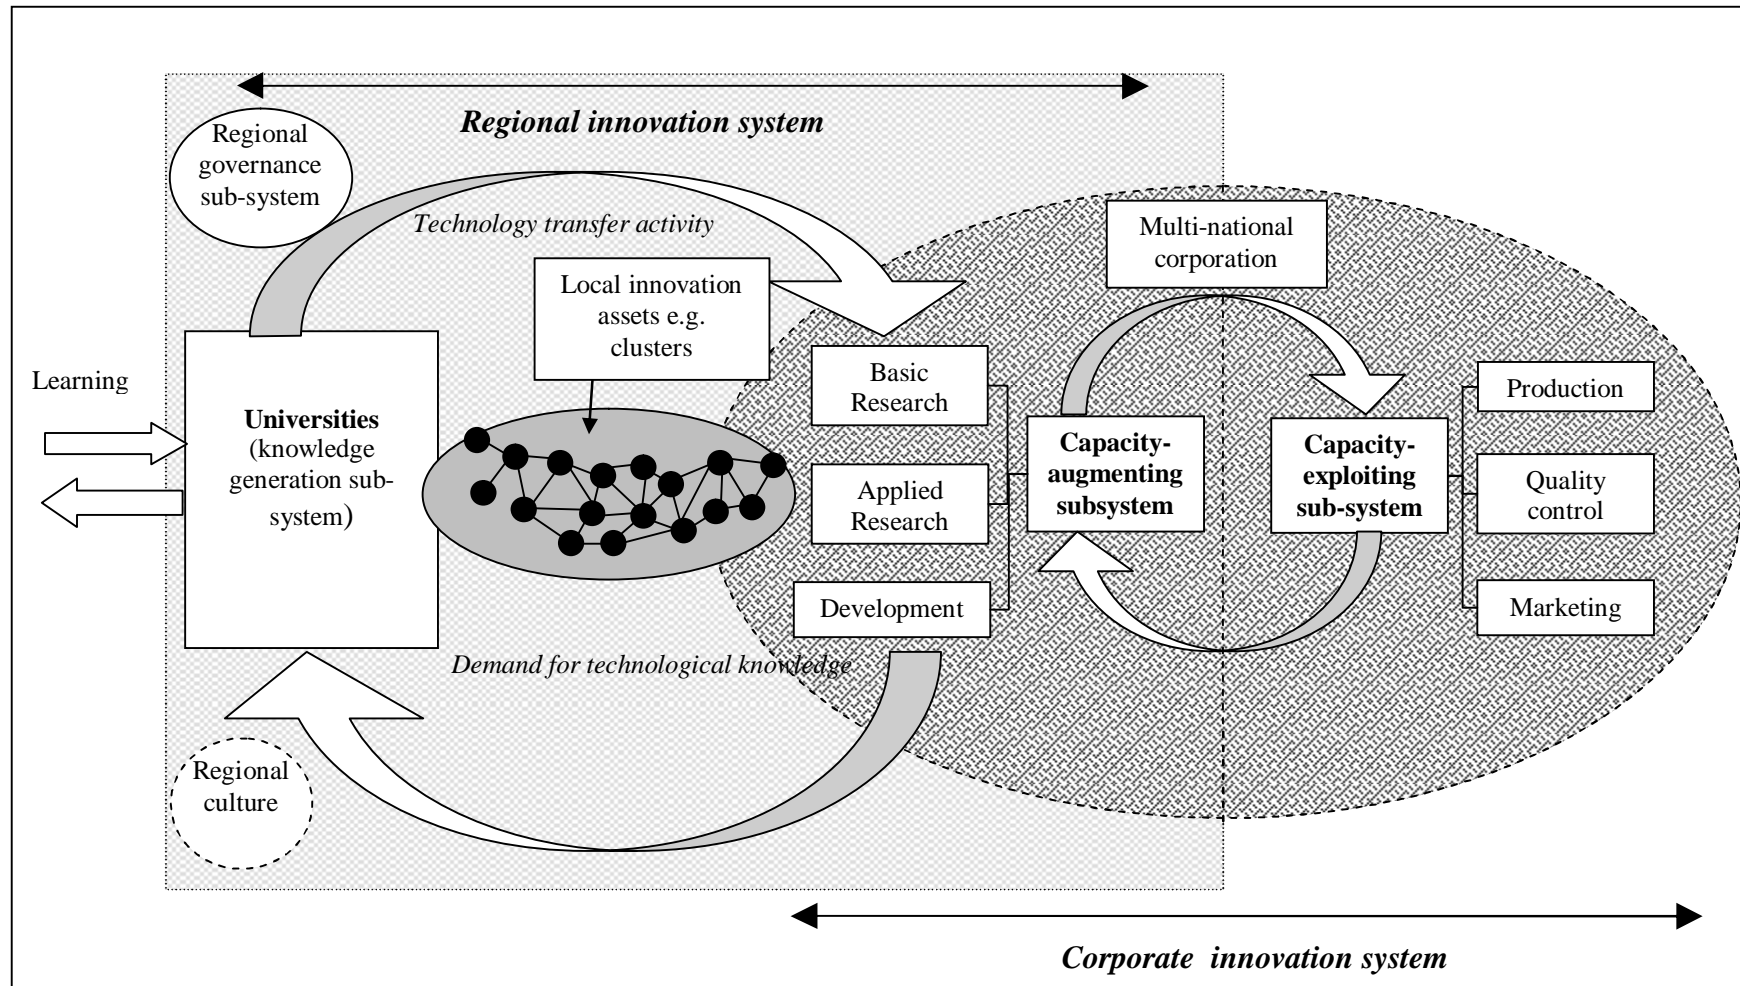 Regional innovation system
Regional
governance
sub-system
Technology transfer activity
Multi-national
corporation
Local innovation
assets e.g.
clusters
Learning
Universities
(knowledge
generation sub-
system)
Basic
Research
Applied
Research
Development
Capacity-
augmenting
subsystem
Capacity-
exploiting
sub-system
Production
Quality
control
Marketing
Demand for technological knowledge
Regional
culture
Corporate innovation system